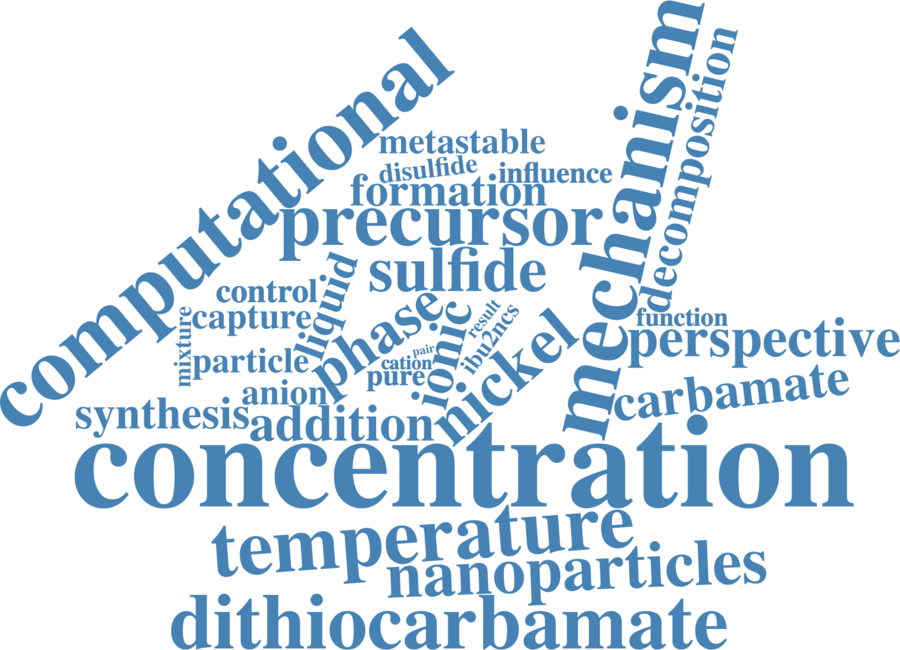 computational
mechanism
decomposition
metastable
disulfide
influence
formation
precursor
sulfide
control
liquid
capture
mixture
particle
phase
ionic
result
ibu2ncs
pair
cation
pure
nickel
function
perspective
anion
carbamate
synthesis
addition
concentration
temperature
nanoparticles
dithiocarbamate